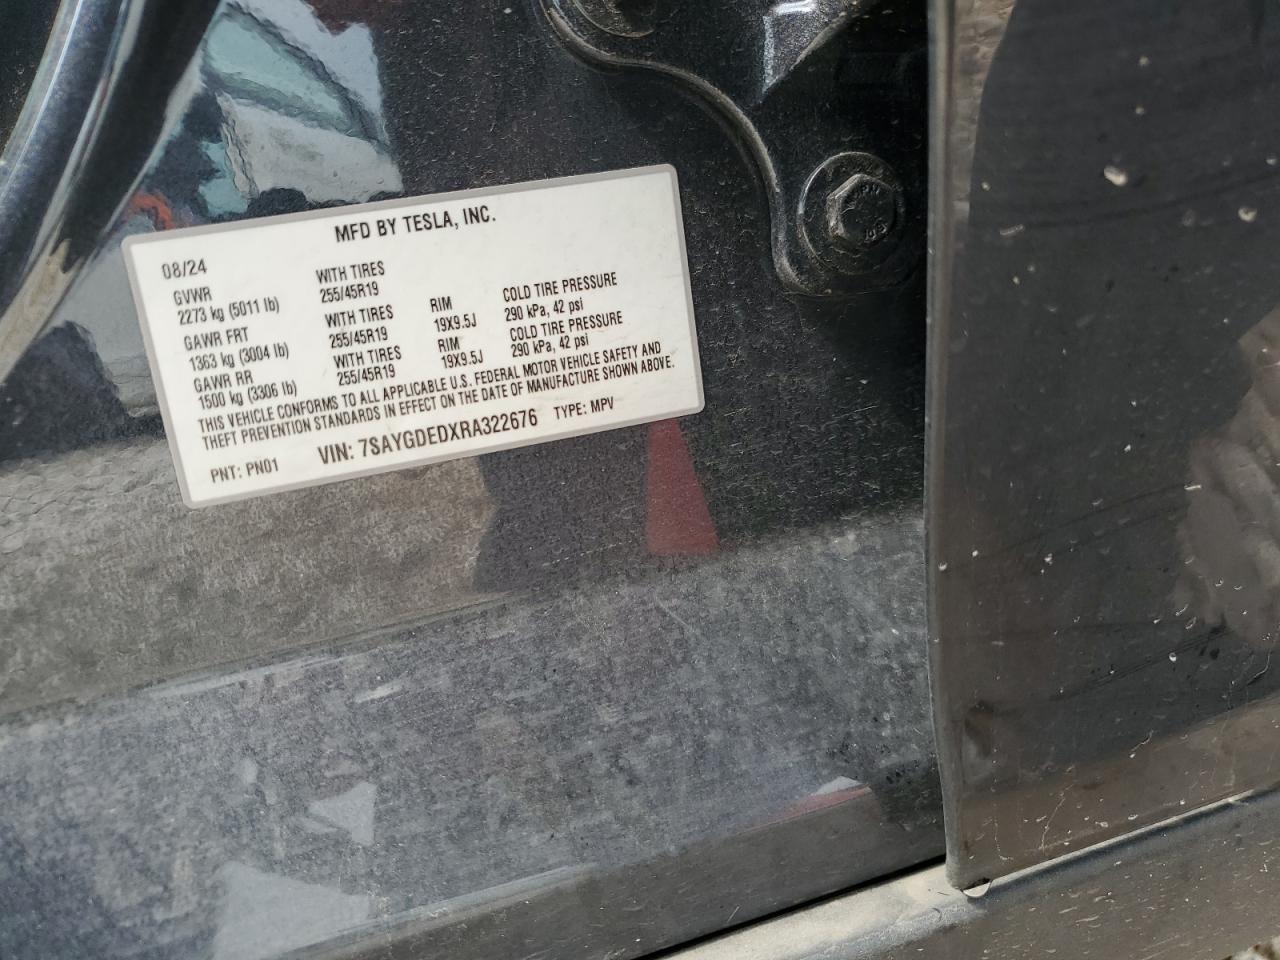 MFD BY TESLA, INC.
08/24
GVWR WITH TIRES
2273 kg (5011 lb) 255/45R19
GAWR FRT WITH TIRES RIM COLD TIRE PRESSURE
1363 kg (3004 lb) 255/45R19 19X9.5J 290 kPa, 42 psi
GAWR RR WITH TIRES RIM COLD TIRE PRESSURE
1500 kg (3306 lb) 255/45R19 19X9.5J 290 kPa, 42 psi
THIS VEHICLE CONFORMS TO ALL APPLICABLE U.S. FEDERAL MOTOR VEHICLE SAFETY AND
THEFT PREVENTION STANDARDS IN EFFECT ON THE DATE OF MANUFACTURE SHOWN ABOVE.
PNT: PN01 VIN: 7SAYGDEDXRA322676 TYPE: MPV